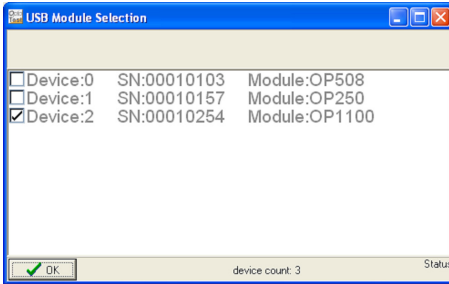 USB Module Selection
Device:0 SN:00010103 Module:OP508
Device:1 SN:00010157 Module:OP250
Device:2 SN:00010254 Module:OP1100
OK device count: 3 Status